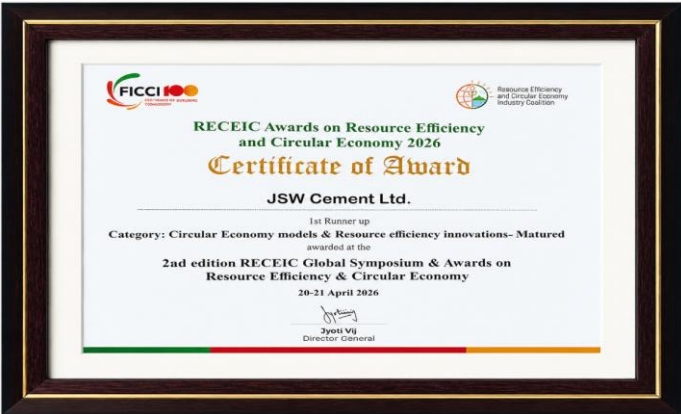 FICCI 100
Resource Efficiency
and Circular Economy
Industry Coalition
RECEIC Awards on Resource Efficiency
and Circular Economy 2026
Certificate of Award
JSW Cement Ltd.
1st Runner up
Category: Circular Economy models & Resource efficiency innovations- Matured
awarded at the
2nd edition RECEIC Global Symposium & Awards on
Resource Efficiency & Circular Economy
20-21 April 2026
Jyoti Vij
Director General